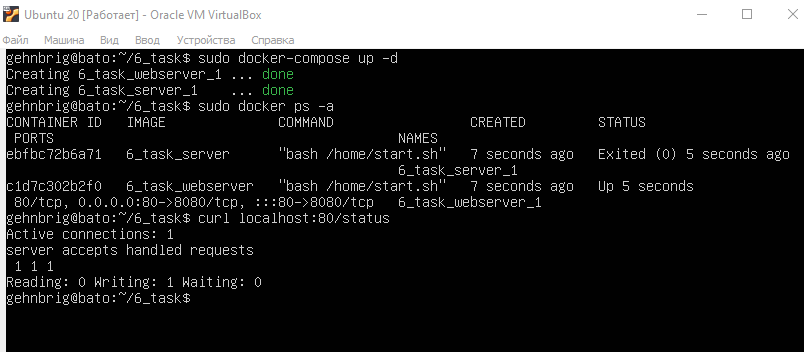 Ubuntu 20 [Работает] - Oracle VM VirtualBox
Файл Машина Вид Ввод Устройства Справка
gehnbrig@bato:~/6_task$ sudo docker-compose up -d
Creating 6_task_webserver_1 ... done
Creating 6_task_server_1    ... done
gehnbrig@bato:~/6_task$ sudo docker ps -a
CONTAINER ID   IMAGE              COMMAND                 CREATED         STATUS
 PORTS                                          NAMES
ebfbc72b6a71   6_task_server      "bash /home/start.sh"   7 seconds ago   Exited (0) 5 seconds ago
                                                6_task_server_1
c1d7c302b2f0   6_task_webserver   "bash /home/start.sh"   7 seconds ago   Up 5 seconds
 80/tcp, 0.0.0.0:80->8080/tcp, :::80->8080/tcp   6_task_webserver_1
gehnbrig@bato:~/6_task$ curl localhost:80/status
Active connections: 1
server accepts handled requests
 1 1 1
Reading: 0 Writing: 1 Waiting: 0
gehnbrig@bato:~/6_task$